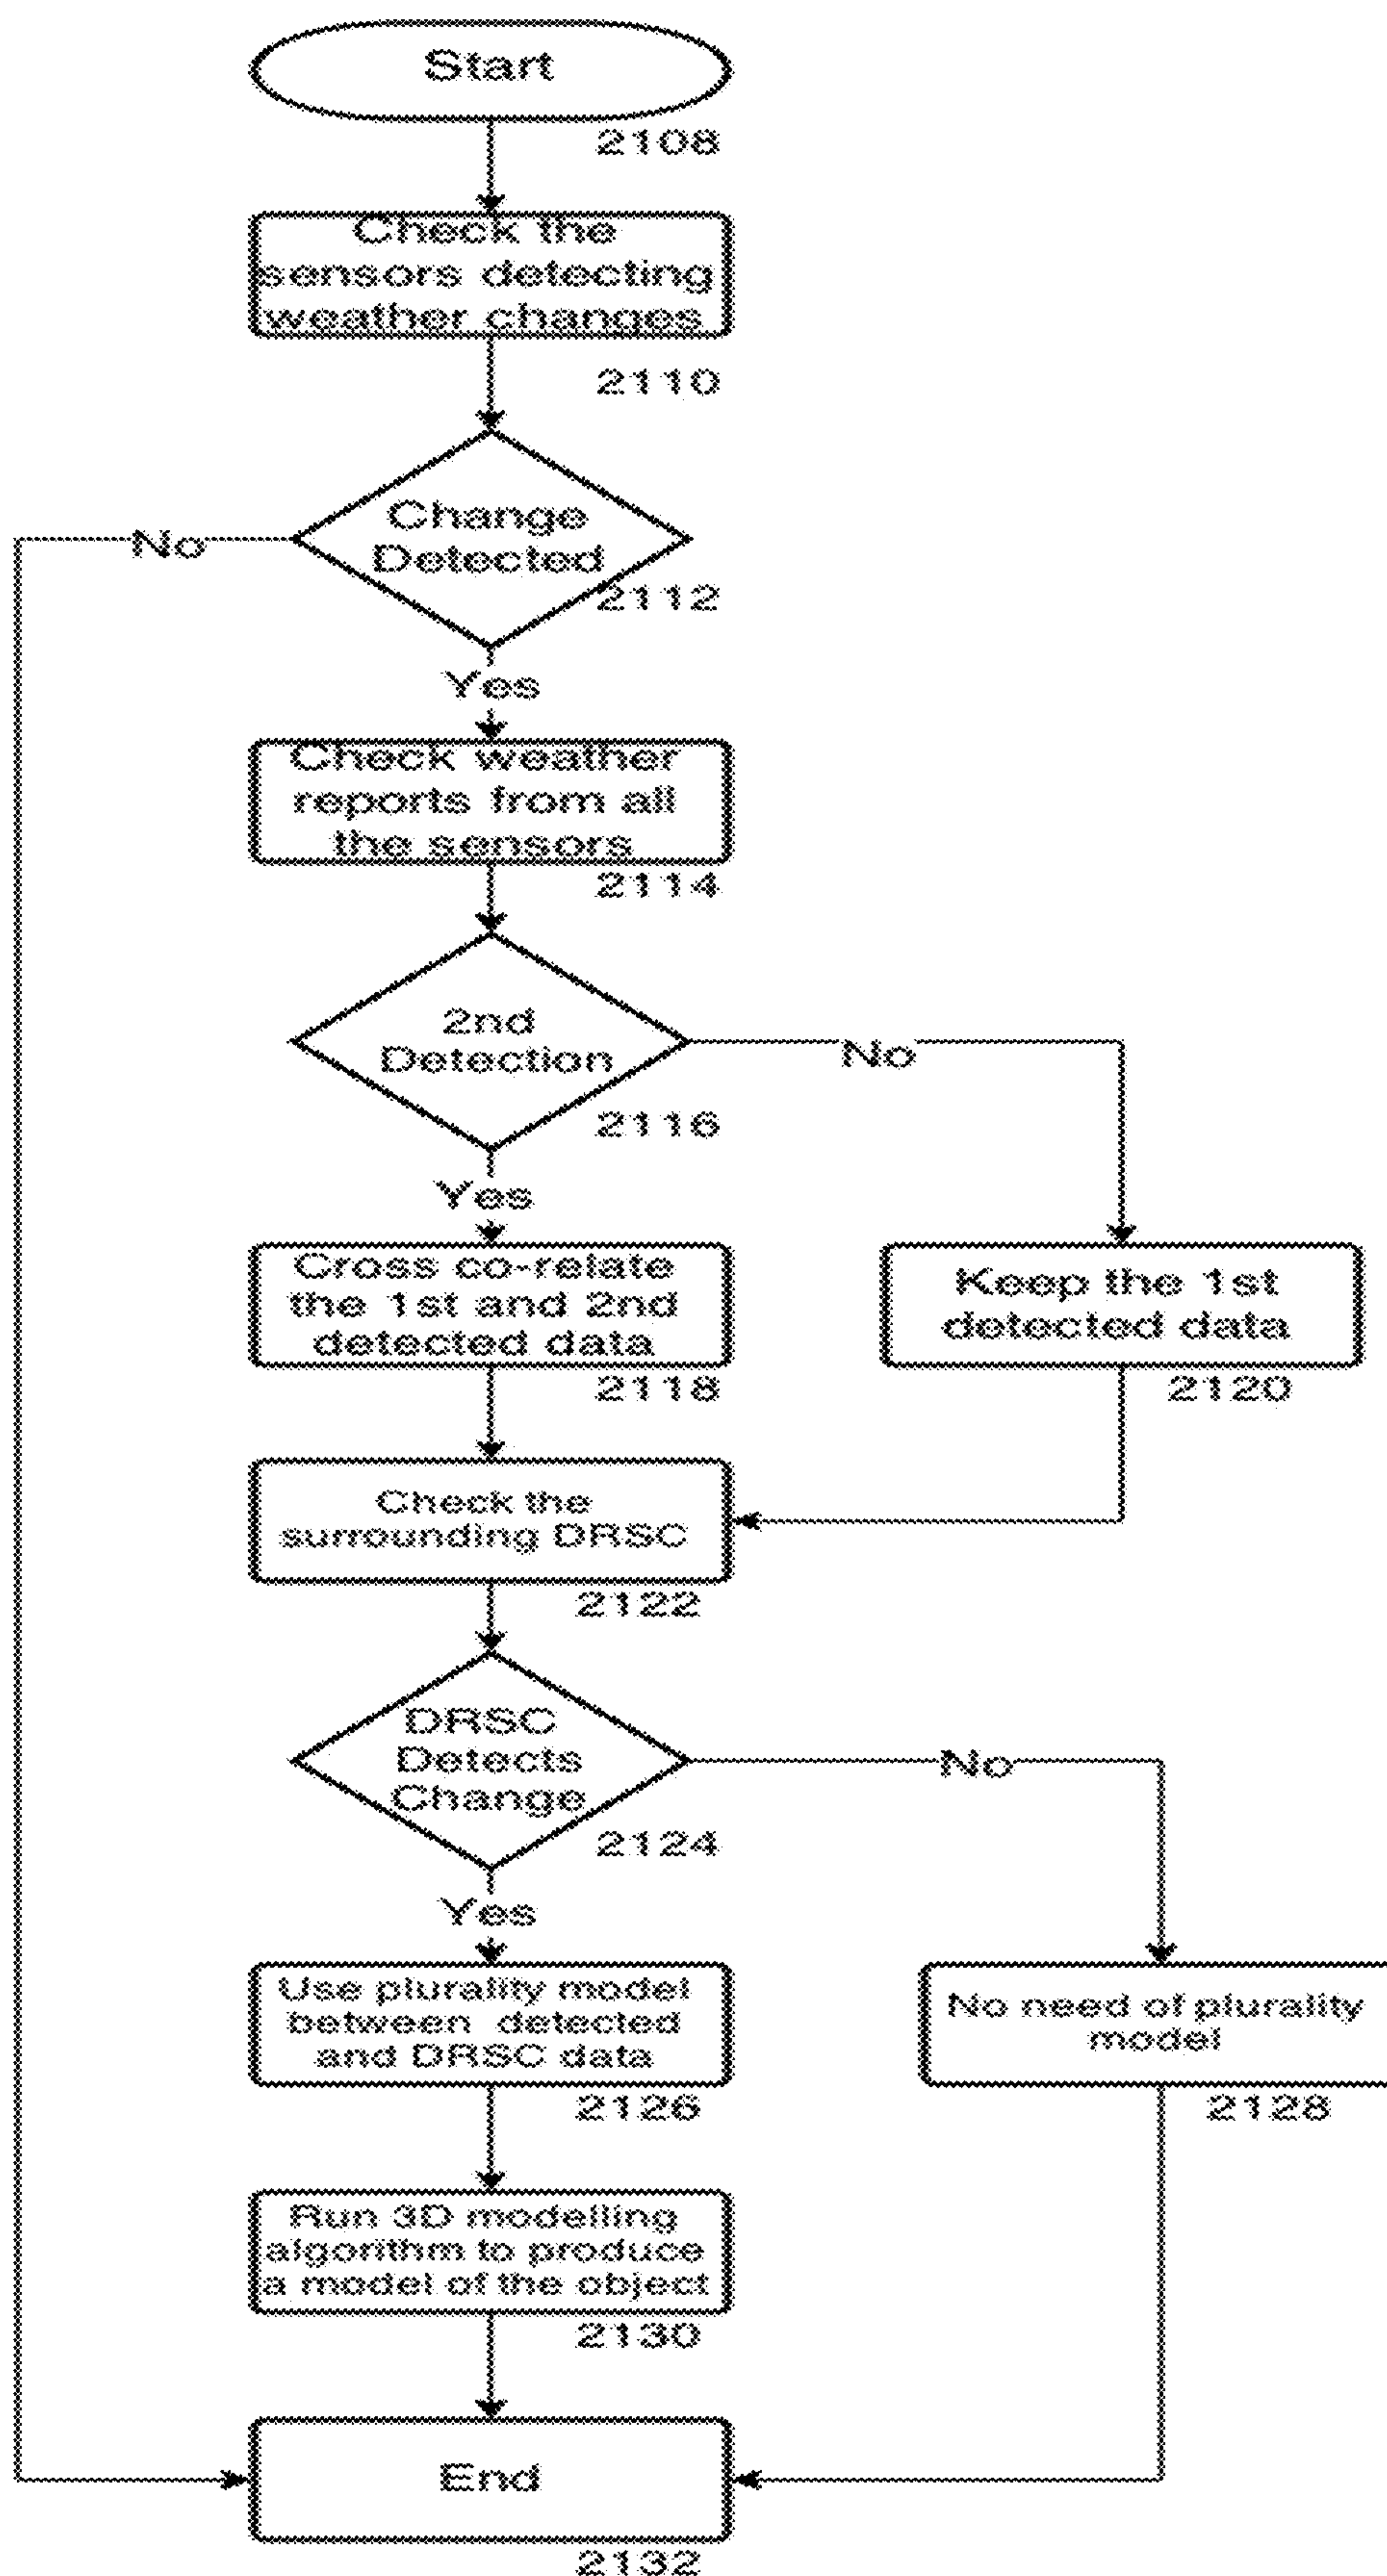 Start
2108
Check the
sensors detecting
weather changes
2110
Change
Detected
2112
No
Yes
Check weather
reports from all
the sensors
2114
2nd
Detection
2116
No
Yes
Cross co-relate
the 1st and 2nd
detected data
2118
Keep the 1st
detected data
2120
Check the
surrounding DRSC
2122
DRSC
Detects
Change
2124
No
Yes
Use plurality model
between detected
and DRSC data
2126
No need of plurality
model
2128
Run 3D modelling
algorithm to produce
a model of the object
2130
End
2132